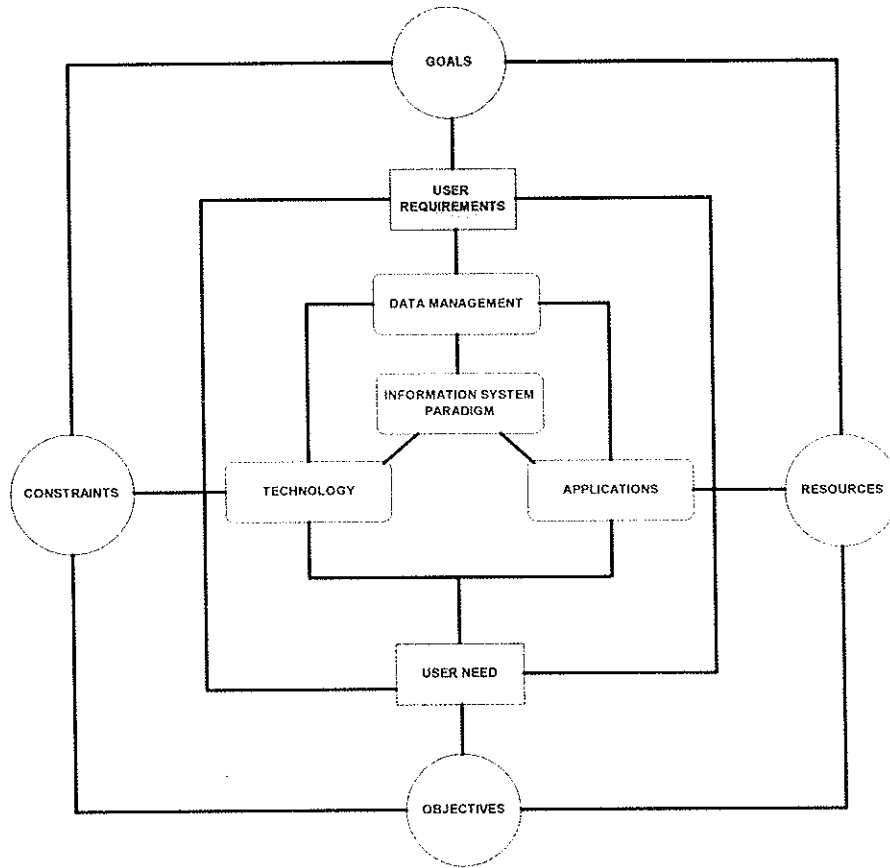 GOALS
USER
REQUIREMENTS
DATA MANAGEMENT
INFORMATION SYSTEM
PARADIGM
CONSTRAINTS
TECHNOLOGY
APPLICATIONS
RESOURCES
USER NEED
OBJECTIVES